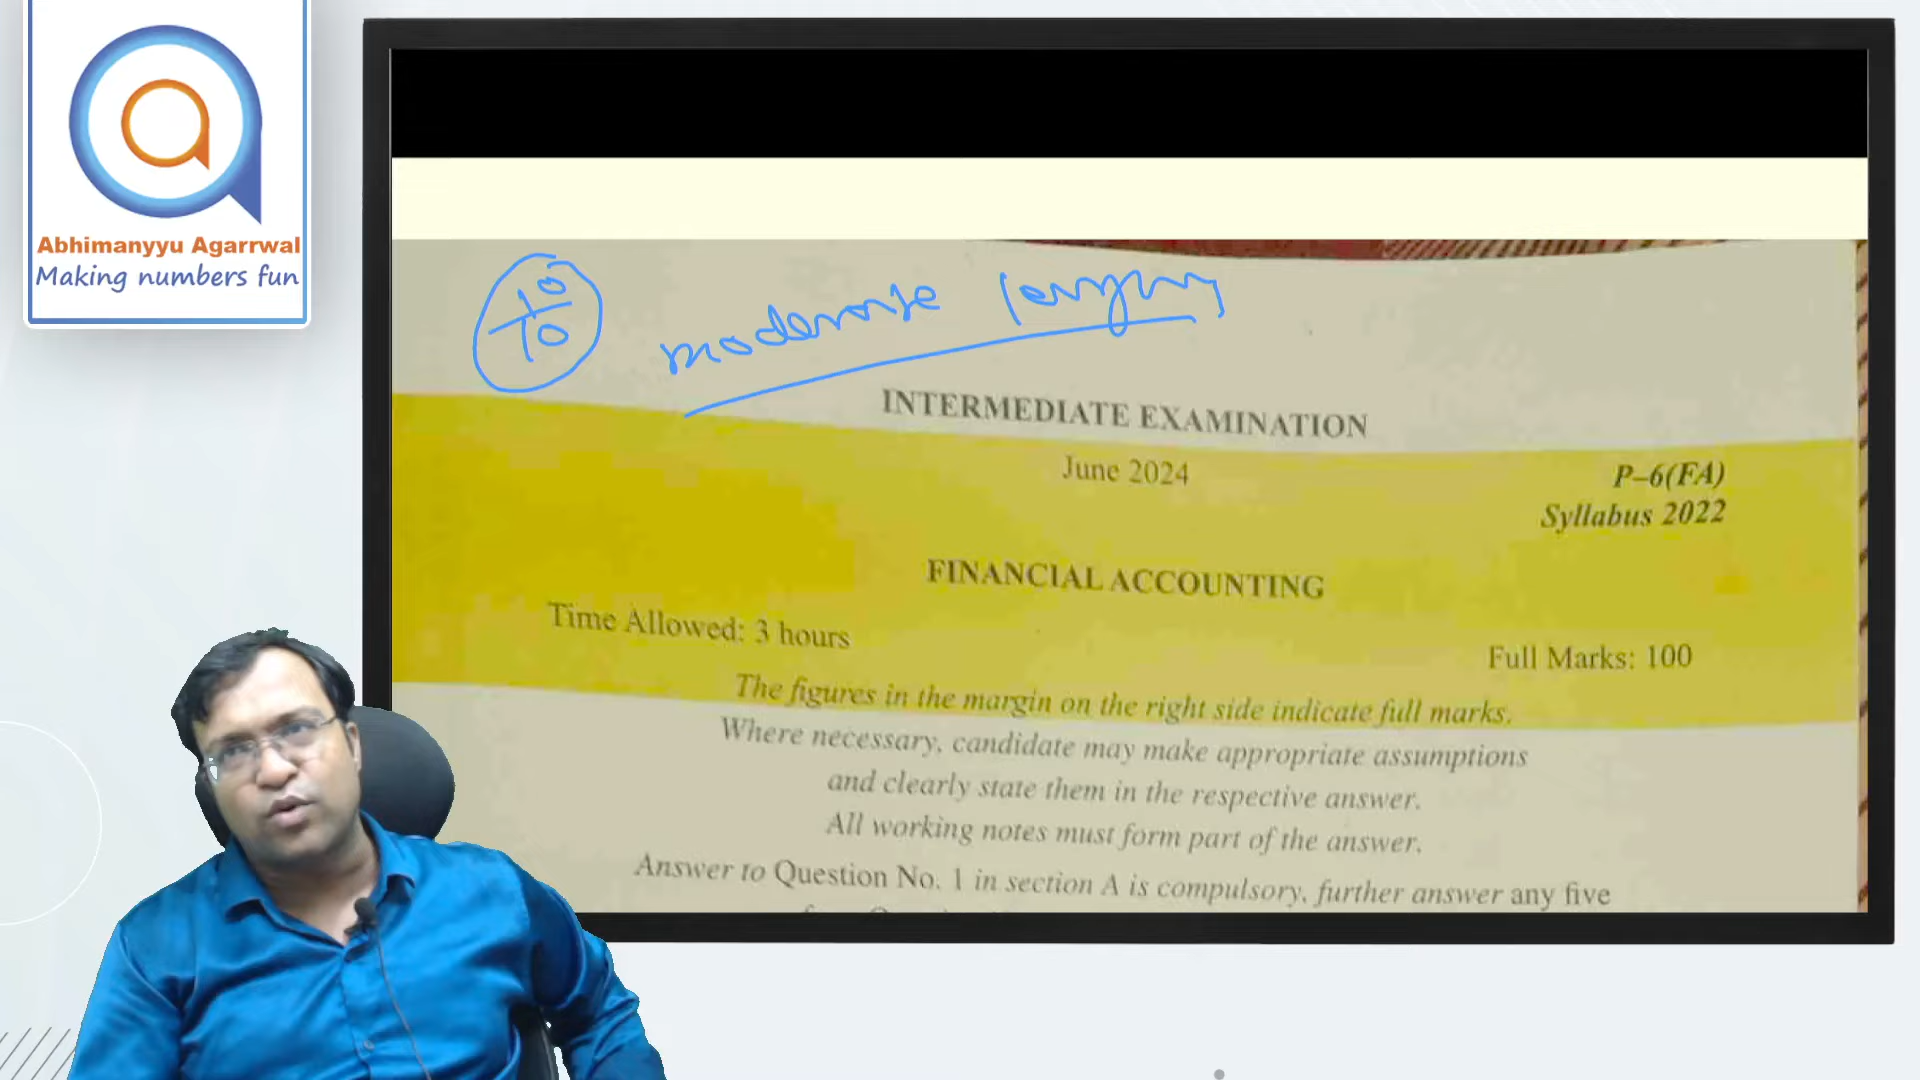 Abhimanyyu Agarrwal
Making numbers fun
10
10
moderate lengthy
INTERMEDIATE EXAMINATION
June 2024
P–6(FA)
Syllabus 2022
FINANCIAL ACCOUNTING
Time Allowed: 3 hours
Full Marks: 100
The figures in the margin on the right side indicate full marks.
Where necessary, candidate may make appropriate assumptions
and clearly state them in the respective answer.
All working notes must form part of the answer.
Answer to Question No. 1 in section A is compulsory, further answer any five